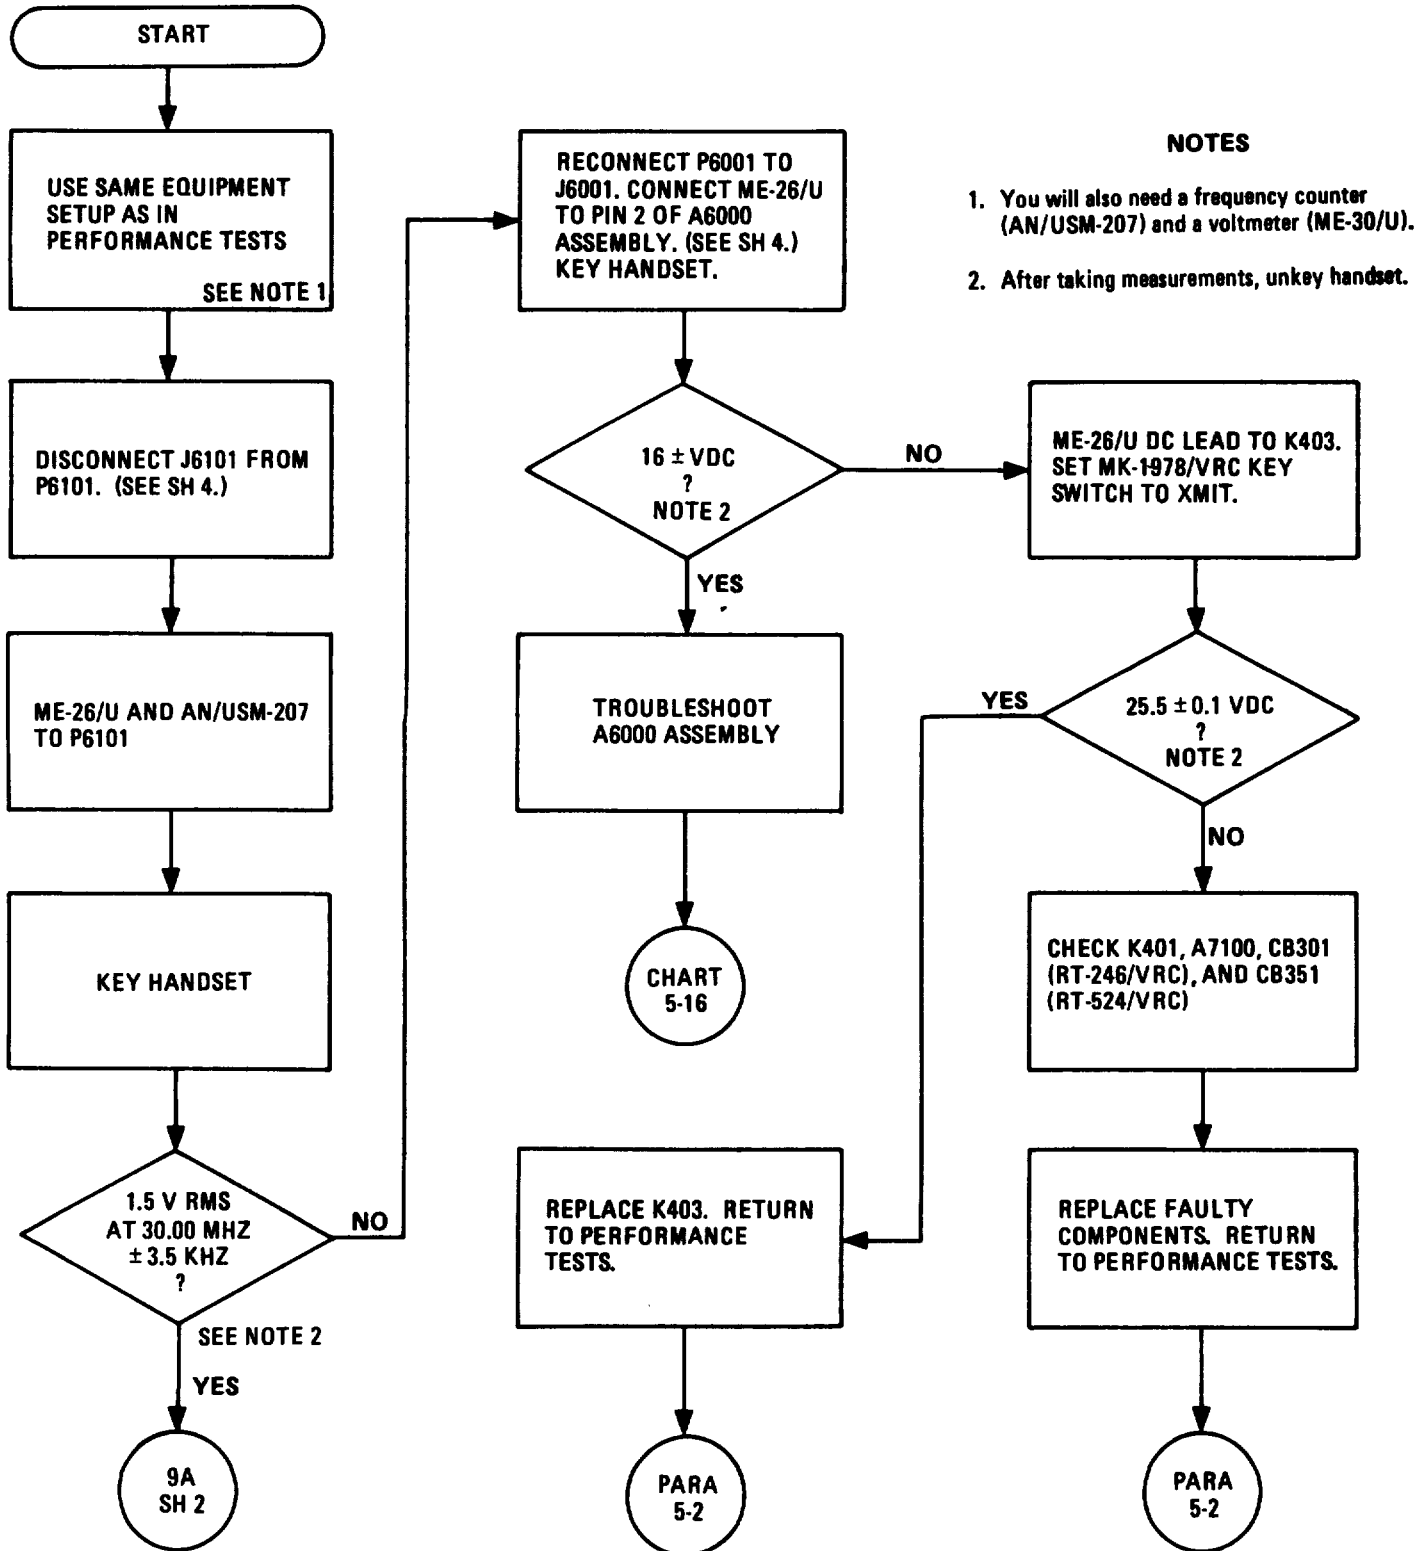 START
USE SAME EQUIPMENT
SETUP AS IN
PERFORMANCE TESTS
SEE NOTE 1
DISCONNECT J6101 FROM
P6101. (SEE SH 4.)
ME-26/U AND AN/USM-207
TO P6101
KEY HANDSET
1.5 V RMS
AT 30.00 MHZ
± 3.5 KHZ
?
NO
SEE NOTE 2
YES
9A
SH 2
RECONNECT P6001 TO
J6001. CONNECT ME-26/U
TO PIN 2 OF A6000
ASSEMBLY. (SEE SH 4.)
KEY HANDSET.
16 ± VDC
?
NOTE 2
NO
YES
TROUBLESHOOT
A6000 ASSEMBLY
CHART
5-16
REPLACE K403. RETURN
TO PERFORMANCE
TESTS.
PARA
5-2
NOTES
1. You will also need a frequency counter
(AN/USM-207) and a voltmeter (ME-30/U).
2. After taking measurements, unkey handset.
ME-26/U DC LEAD TO K403.
SET MK-1978/VRC KEY
SWITCH TO XMIT.
YES
25.5 ± 0.1 VDC
?
NOTE 2
NO
CHECK K401, A7100, CB301
(RT-246/VRC), AND CB351
(RT-524/VRC)
REPLACE FAULTY
COMPONENTS. RETURN
TO PERFORMANCE TESTS.
PARA
5-2